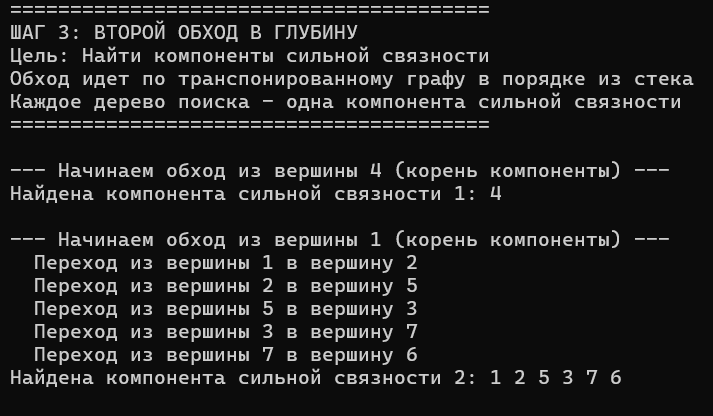 ========================================
ШАГ 3: ВТОРОЙ ОБХОД В ГЛУБИНУ
Цель: Найти компоненты сильной связности
Обход идет по транспонированному графу в порядке из стека
Каждое дерево поиска - одна компонента сильной связности
========================================
--- Начинаем обход из вершины 4 (корень компоненты) ---
Найдена компонента сильной связности 1: 4
--- Начинаем обход из вершины 1 (корень компоненты) ---
Переход из вершины 1 в вершину 2
Переход из вершины 2 в вершину 5
Переход из вершины 5 в вершину 3
Переход из вершины 3 в вершину 7
Переход из вершины 7 в вершину 6
Найдена компонента сильной связности 2: 1 2 5 3 7 6